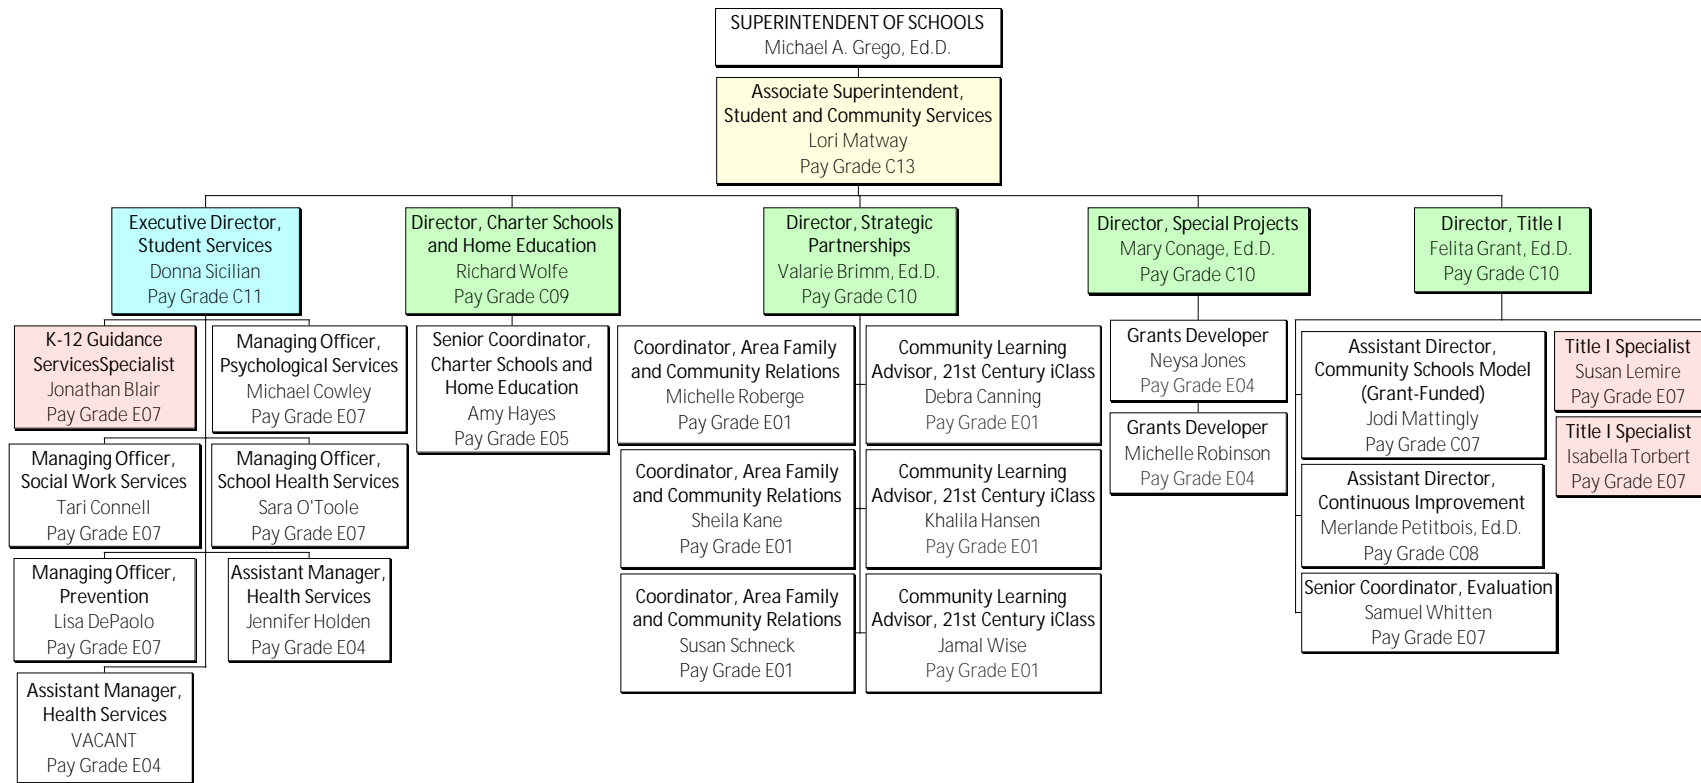 SUPERINTENDENT OF SCHOOLS
Michael A. Grego, Ed.D.
Associate Superintendent,
Student and Community Services
Lori Matway
Pay Grade C13
Executive Director,
Student Services
Donna Sicilian
Pay Grade C11
Director, Charter Schools
and Home Education
Richard Wolfe
Pay Grade C09
Director, Strategic
Partnerships
Valarie Brimm, Ed.D.
Pay Grade C10
Director, Special Projects
Mary Conage, Ed.D.
Pay Grade C10
Director, Title I
Felita Grant, Ed.D.
Pay Grade C10
K-12 Guidance
ServicesSpecialist
Jonathan Blair
Pay Grade E07
Managing Officer,
Psychological Services
Michael Cowley
Pay Grade E07
Managing Officer,
Social Work Services
Tari Connell
Pay Grade E07
Managing Officer,
School Health Services
Sara O'Toole
Pay Grade E07
Managing Officer,
Prevention
Lisa DePaolo
Pay Grade E07
Assistant Manager,
Health Services
Jennifer Holden
Pay Grade E04
Assistant Manager,
Health Services
VACANT
Pay Grade E04
Senior Coordinator,
Charter Schools and
Home Education
Amy Hayes
Pay Grade E05
Coordinator, Area Family
and Community Relations
Michelle Roberge
Pay Grade E01
Community Learning
Advisor, 21st Century iClass
Debra Canning
Pay Grade E01
Coordinator, Area Family
and Community Relations
Sheila Kane
Pay Grade E01
Community Learning
Advisor, 21st Century iClass
Khalila Hansen
Pay Grade E01
Coordinator, Area Family
and Community Relations
Susan Schneck
Pay Grade E01
Community Learning
Advisor, 21st Century iClass
Jamal Wise
Pay Grade E01
Grants Developer
Neysa Jones
Pay Grade E04
Grants Developer
Michelle Robinson
Pay Grade E04
Assistant Director,
Community Schools Model
(Grant-Funded)
Jodi Mattingly
Pay Grade C07
Assistant Director,
Continuous Improvement
Merlande Petitbois, Ed.D.
Pay Grade C08
Senior Coordinator, Evaluation
Samuel Whitten
Pay Grade E07
Title I Specialist
Susan Lemire
Pay Grade E07
Title I Specialist
Isabella Torbert
Pay Grade E07